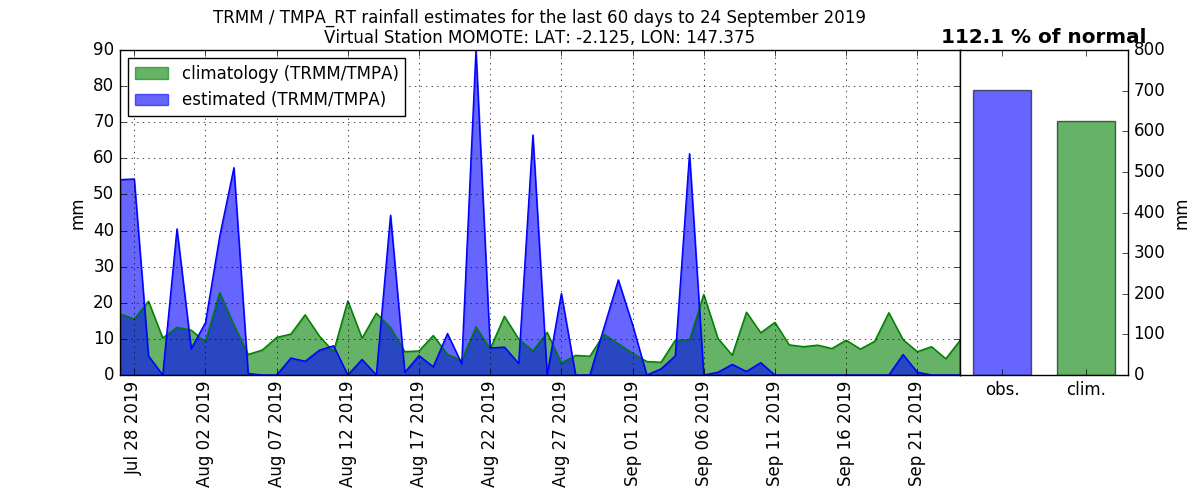 TRMM / TMPA_RT rainfall estimates for the last 60 days to 24 September 2019
Virtual Station MOMOTE: LAT: -2.125, LON: 147.375
112.1 % of normal
climatology (TRMM/TMPA)
estimated (TRMM/TMPA)
90
80
70
60
50
40
30
20
10
0
mm
Jul 28 2019
Aug 02 2019
Aug 07 2019
Aug 12 2019
Aug 17 2019
Aug 22 2019
Aug 27 2019
Sep 01 2019
Sep 06 2019
Sep 11 2019
Sep 16 2019
Sep 21 2019
800
700
600
500
400
300
200
100
0
mm
obs.
clim.